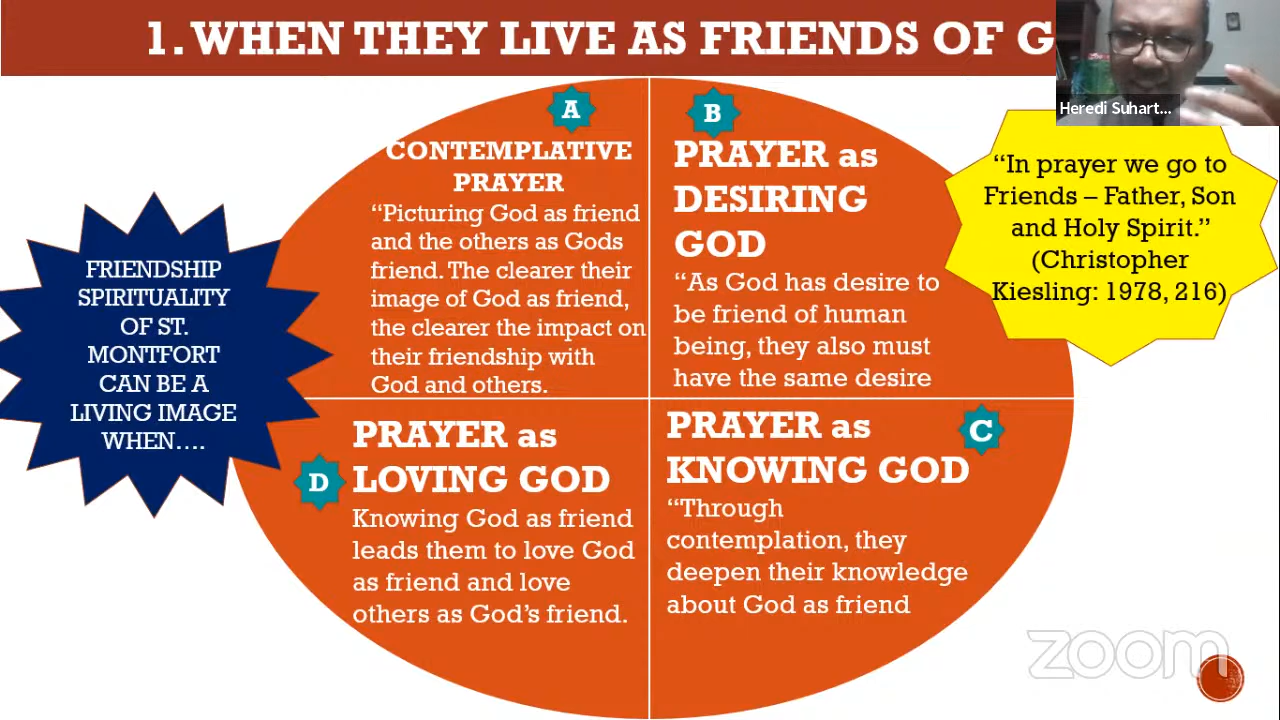 1. WHEN THEY LIVE AS FRIENDS OF G
Heredi Suhart...
A
CONTEMPLATIVE
PRAYER
“Picturing God as friend
and the others as Gods
friend. The clearer their
image of God as friend,
the clearer the impact on
their friendship with
God and others.
B
PRAYER as
DESIRING
GOD
“As God has desire to
be friend of human
being, they also must
have the same desire
“In prayer we go to
Friends – Father, Son
and Holy Spirit.”
(Christopher
Kiesling: 1978, 216)
FRIENDSHIP
SPIRITUALITY
OF ST.
MONTFORT
CAN BE A
LIVING IMAGE
WHEN....
D
PRAYER as
LOVING GOD
Knowing God as friend
leads them to love God
as friend and love
others as God’s friend.
C
PRAYER as
KNOWING GOD
“Through
contemplation, they
deepen their knowledge
about God as friend
zoom